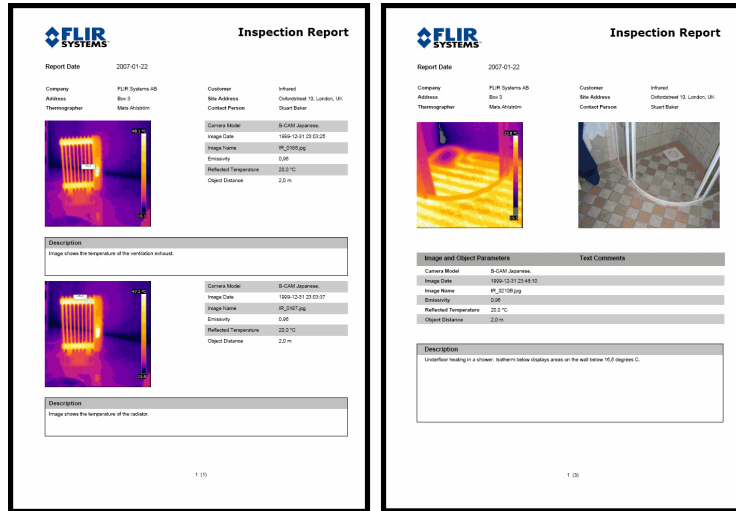 FLIR
SYSTEMS
Inspection Report
Report Date 2007-01-22
Company FLIR Systems AB Customer Infrared
Address Box 3 Site Address Oxfordstreet 10, London, UK
Thermographer Mats Ahlström Contact Person Stuart Baker
Camera Model B-CAM Japanese,
Image Date 1999-12-31 23:03:25
Image Name
Emissivity 0,96
Reflected Temperature 20,0 °C
Object Distance 2,0 m
Description
Image shows the temperature of the ventilation exhaust.
Camera Model B-CAM Japanese,
Image Date 1999-12-31 23:03:37
Image Name
Emissivity 0,96
Reflected Temperature 20,0 °C
Object Distance 2,0 m
Description
Image shows the temperature of the radiator.
1 (1)
FLIR
SYSTEMS
Inspection Report
Report Date 2007-01-22
Company FLIR Systems AB Customer Infrared
Address Box 3 Site Address Oxfordstreet 10, London, UK
Thermographer Mats Ahlström Contact Person Stuart Baker
Image and Object Parameters Text Comments
Camera Model B-CAM Japanese,
Image Date 1999-12-31 23:46:10
Image Name
Emissivity 0,96
Reflected Temperature 20,0 °C
Object Distance 2,0 m
Description
Underfloor heating in a shower. Isotherm below displays areas on the wall below 16,5 degrees C.
1 (3)